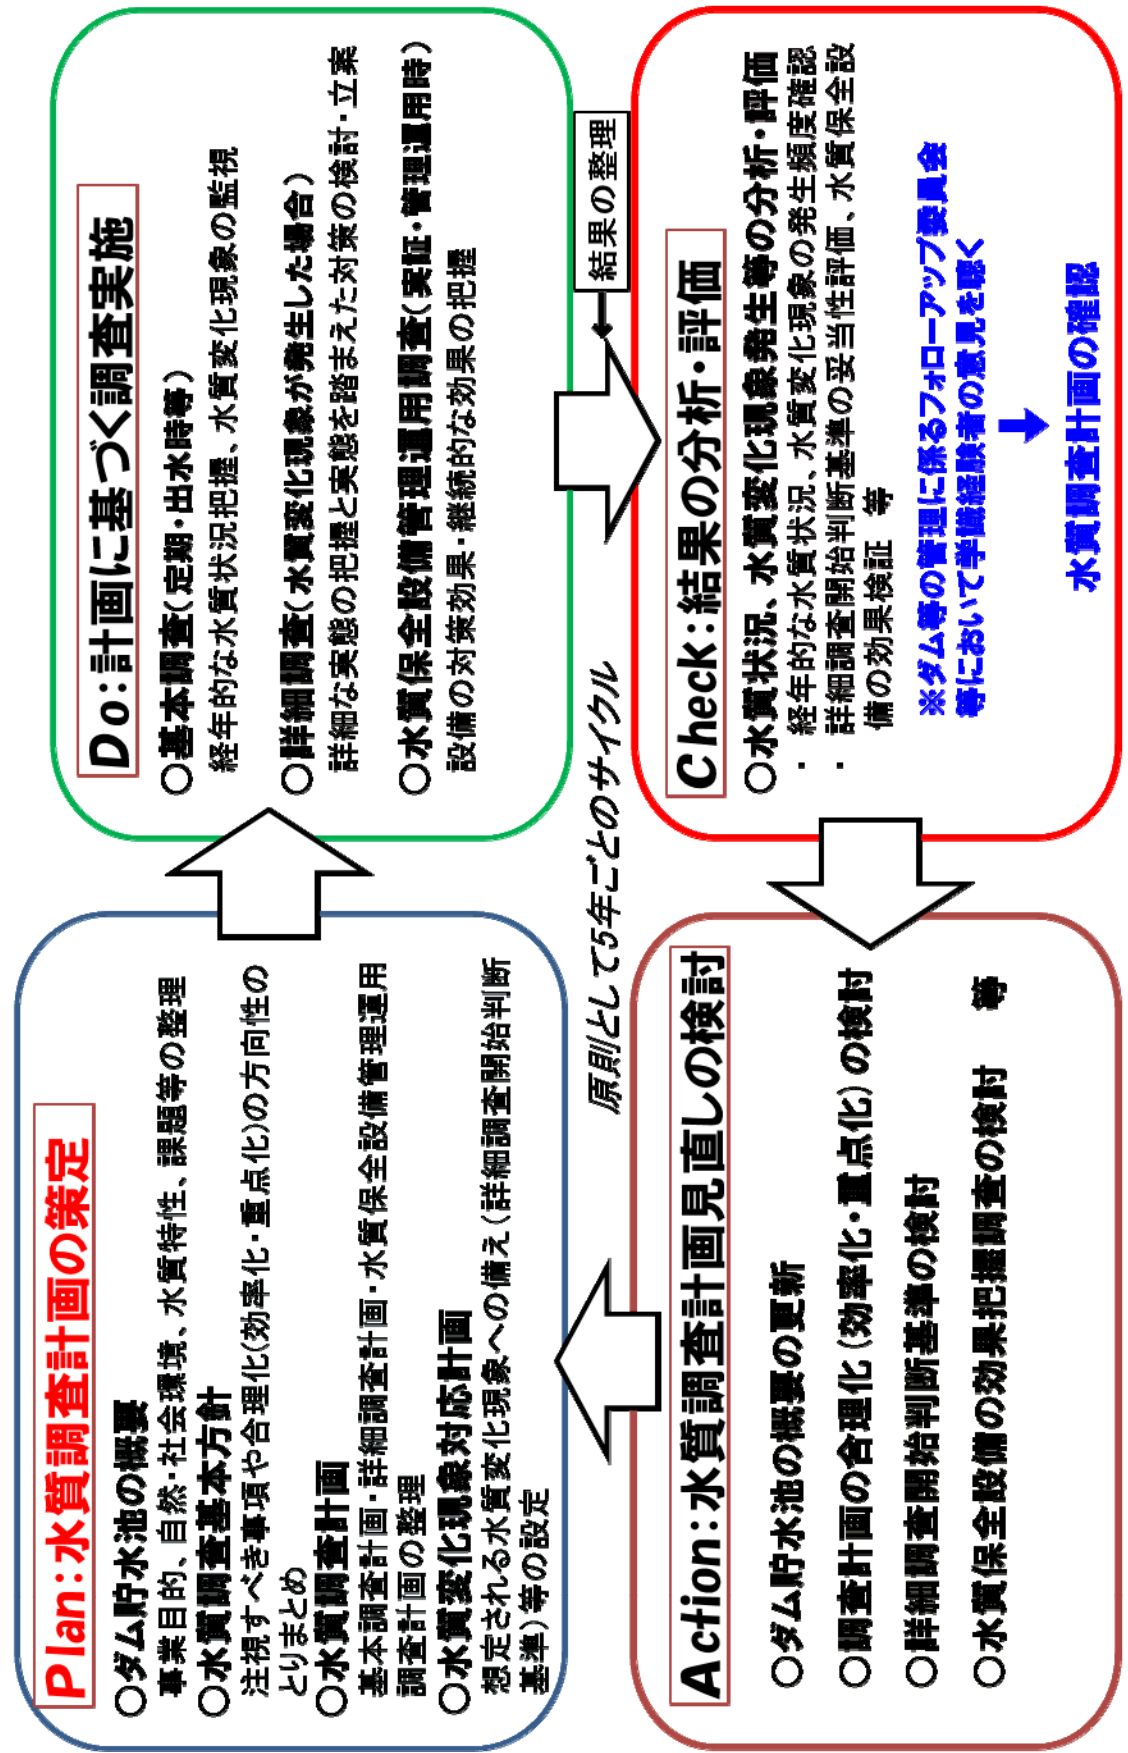 Plan:水質調査計画の策定
○ダム貯水池の概要
事業目的、自然・社会環境、水質特性、課題等の整理
○水質調査基本方針
注視すべき事項や合理化(効率化・重点化)の方向性の
とりまとめ
○水質調査計画
基本調査計画・詳細調査計画・水質保全設備管理運用
調査計画の整理
○水質変化現象対応計画
想定される水質変化現象への備え(詳細調査開始判断
基準)等の設定
Do:計画に基づく調査実施
○基本調査(定期・出水時等)
経年的な水質状況把握、水質変化現象の監視
○詳細調査(水質変化現象が発生した場合)
詳細な実態の把握と実態を踏まえた対策の検討・立案
○水質保全設備管理運用調査(実証・管理運用時)
設備の対策効果・継続的な効果の把握
結果の整理
原則として5年ごとのサイクル
Check:結果の分析・評価
○水質状況、水質変化現象発生等の分析・評価
・経年的な水質状況、水質変化現象の発生頻度確認
・詳細調査開始判断基準の妥当性評価、水質保全設
備の効果検証 等
※ダム等の管理に係るフォローアップ委員会
等において学識経験者の意見を聴く
水質調査計画の確認
Action:水質調査計画見直しの検討
○ダム貯水池の概要の更新
○調査計画の合理化(効率化・重点化)の検討
○詳細調査開始判断基準の検討
○水質保全設備の効果把握調査の検討 等